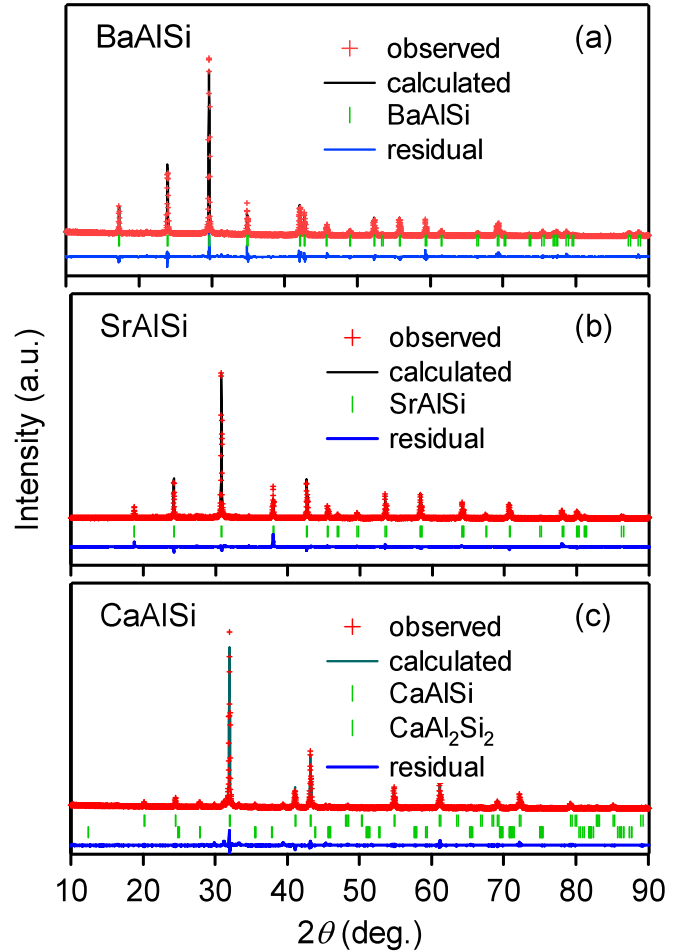 BaAlSi
(a)
observed
calculated
BaAlSi
residual
SrAlSi
(b)
observed
calculated
SrAlSi
residual
CaAlSi
(c)
observed
calculated
CaAlSi
CaAl₂Si₂
residual
Intensity (a.u.)
10 20 30 40 50 60 70 80 90
2θ (deg.)